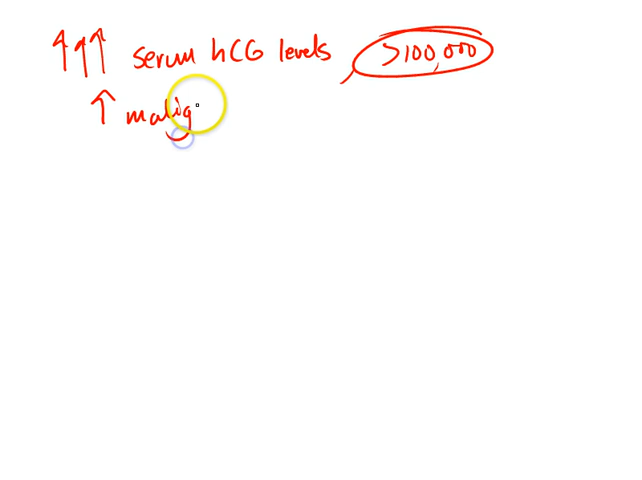 ↑↑↑ serum hCG levels >100,000
↑ malig